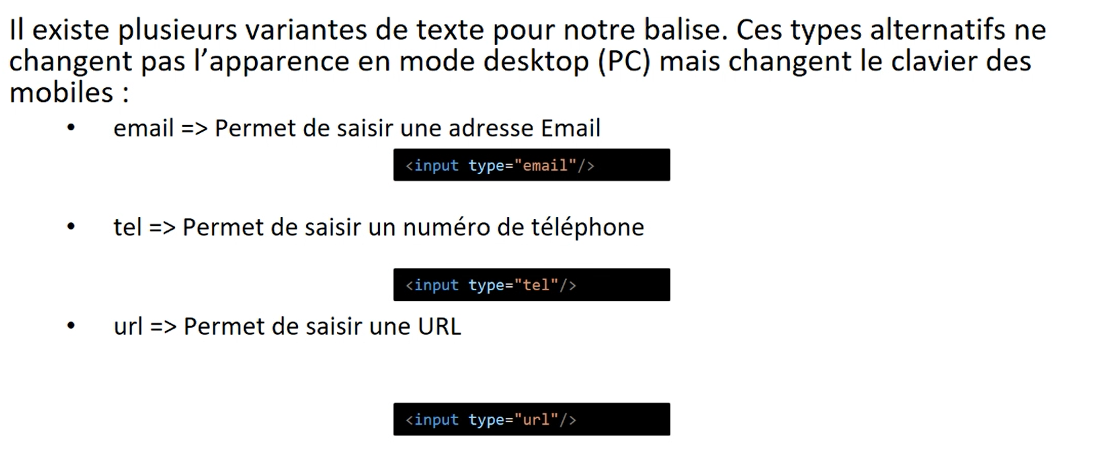 Il existe plusieurs variantes de texte pour notre balise. Ces types alternatifs ne
changent pas l’apparence en mode desktop (PC) mais changent le clavier des
mobiles :
• email => Permet de saisir une adresse Email
<input type="email"/>
• tel => Permet de saisir un numéro de téléphone
<input type="tel"/>
• url => Permet de saisir une URL
<input type="url"/>